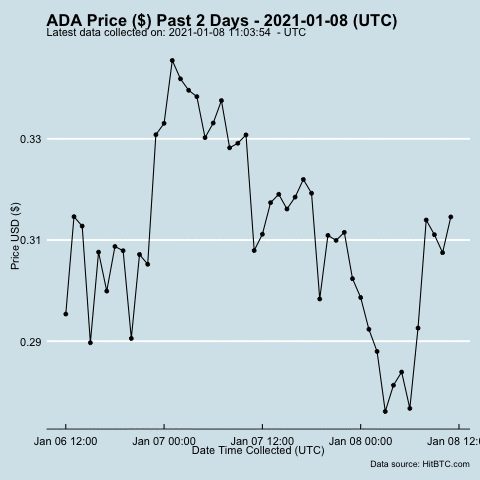 ADA Price ($) Past 2 Days - 2021-01-08 (UTC)
Latest data collected on: 2021-01-08 11:03:54 - UTC
0.33
0.31
0.29
Price USD ($)
Jan 06 12:00 Jan 07 00:00 Jan 07 12:00 Jan 08 00:00 Jan 08 12:
Date Time Collected (UTC)
Data source: HitBTC.com